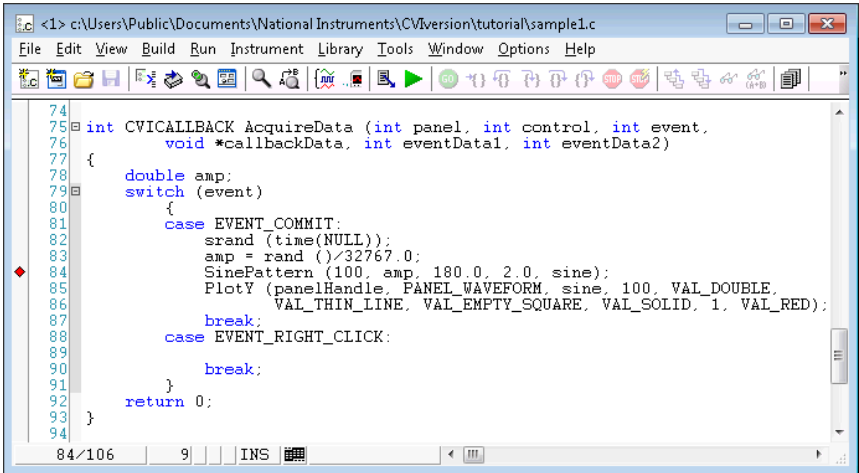 <1> c:\Users\Public\Documents\National Instruments\CVIversion\tutorial\sample1.c
File Edit View Build Run Instrument Library Tools Window Options Help
74
75 int CVICALLBACK AcquireData (int panel, int control, int event,
76 void *callbackData, int eventData1, int eventData2)
77 {
78 double amp;
79 switch (event)
80 {
81 case EVENT_COMMIT:
82 srand (time(NULL));
83 amp = rand ()/32767.0;
84 SinePattern (100, amp, 180.0, 2.0, sine);
85 PlotY (panelHandle, PANEL_WAVEFORM, sine, 100, VAL_DOUBLE,
86 VAL_THIN_LINE, VAL_EMPTY_SQUARE, VAL_SOLID, 1, VAL_RED);
87 break;
88 case EVENT_RIGHT_CLICK:
89
90 break;
91 }
92 return 0;
93 }
94
84/106 9 INS